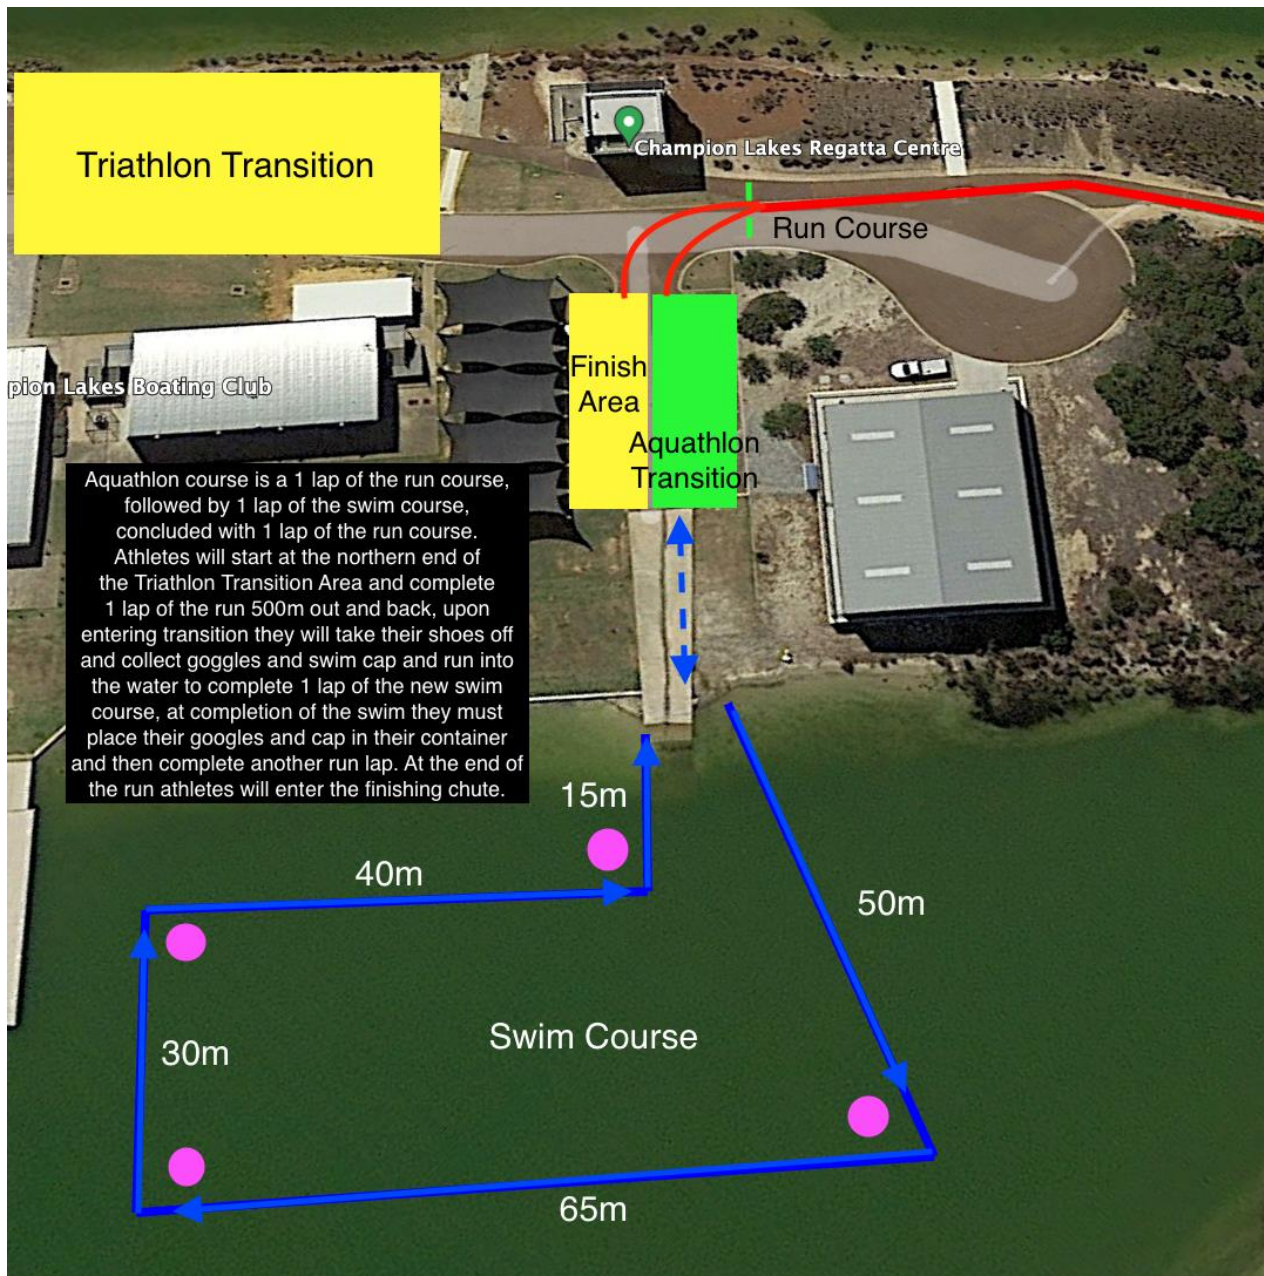 Triathlon Transition
Champion Lakes Regatta Centre
Run Course
Finish
Area
pion Lakes Boating Club
Aquathlon
Transition
Aquathlon course is a 1 lap of the run course,
followed by 1 lap of the swim course,
concluded with 1 lap of the run course.
Athletes will start at the northern end of
the Triathlon Transition Area and complete
1 lap of the run 500m out and back, upon
entering transition they will take their shoes off
and collect goggles and swim cap and run into
the water to complete 1 lap of the new swim
course, at completion of the swim they must
place their googles and cap in their container
and then complete another run lap. At the end of
the run athletes will enter the finishing chute.
15m
40m
50m
Swim Course
30m
65m